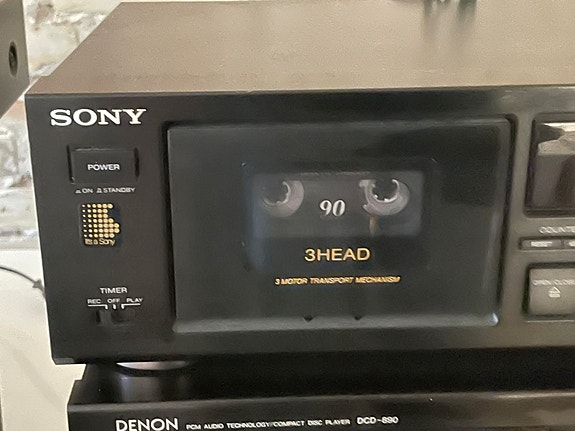 SONY
POWER
ON STANDBY
It's a Sony
TIMER
REC OFF PLAY
90
3HEAD
3 MOTOR TRANSPORT MECHANISM
COUNTE
RESET
OPEN/CLOSE
DENON PCM AUDIO TECHNOLOGY/COMPACT DISC PLAYER DCD-890